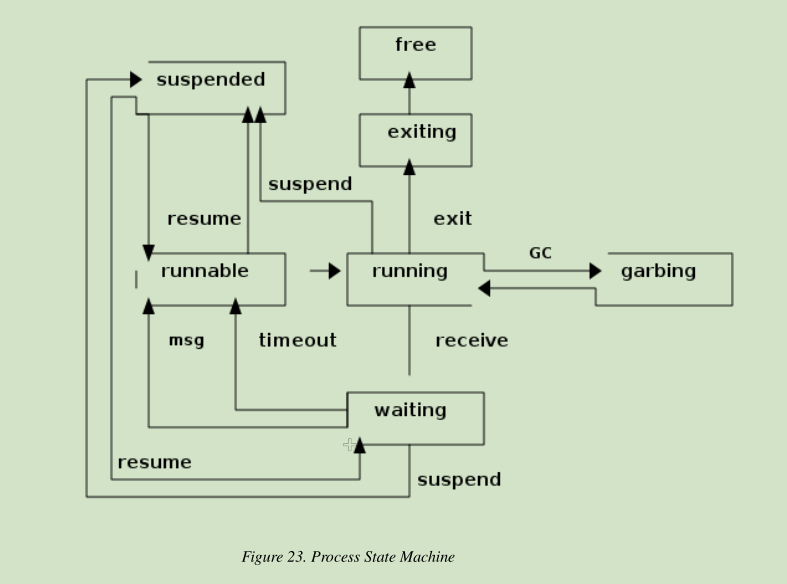 free
suspended
exiting
suspend
resume
exit
GC
runnable
running
garbing
msg
timeout
receive
waiting
resume
suspend
Figure 23. Process State Machine